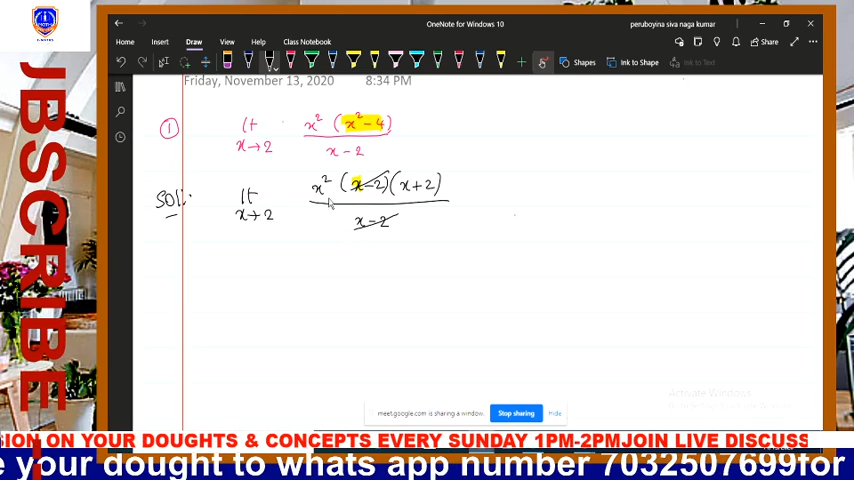 OneNote for Windows 10
peruboyina siva naga kumar
Home Insert Draw View Help Class Notebook
Share
Shapes Ink to Shape Ink to Text
Friday, November 13, 2020 8:34 PM
① lt x→2 x² (x² - 4) / x - 2
Sol: lt x→2 x² (x-2)(x+2) / x-2
JBSCRIBE
Activate Windows
meet.google.com is sharing a window. Stop sharing Hide
SION ON YOUR DOUGHTS & CONCEPTS EVERY SUNDAY 1PM-2PMJOIN LIVE DISCUSS
e your dought to whats app number 7032507699for